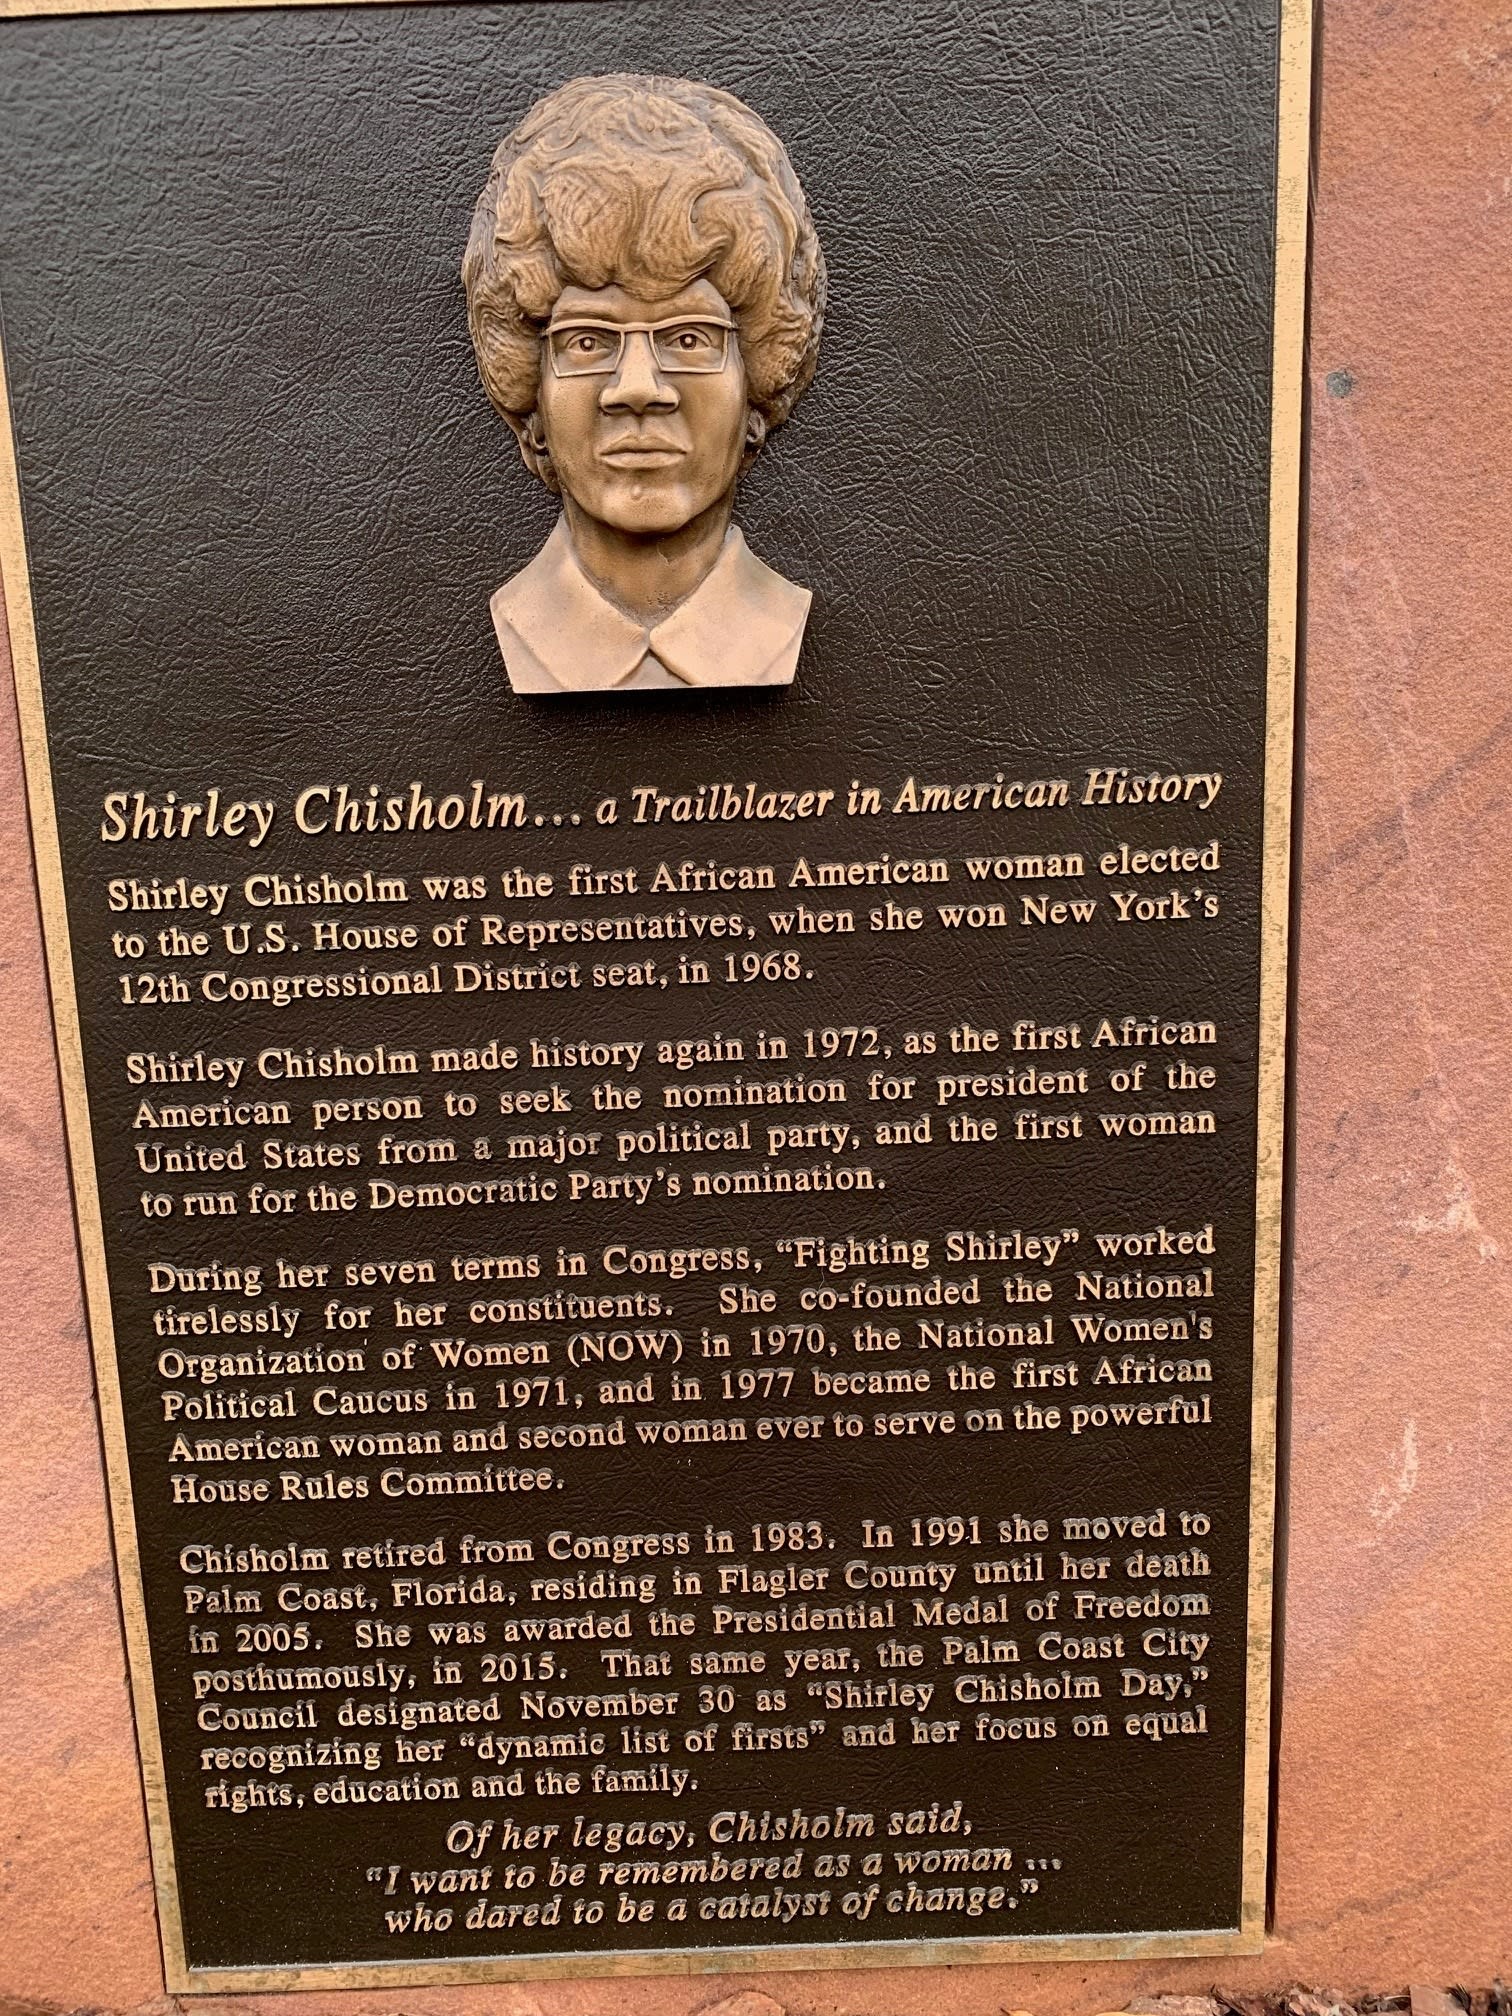 Shirley Chisholm... a Trailblazer in American History
Shirley Chisholm was the first African American woman elected
to the U.S. House of Representatives, when she won New York's
12th Congressional District seat, in 1968.
Shirley Chisholm made history again in 1972, as the first African
American person to seek the nomination for president of the
United States from a major political party, and the first woman
to run for the Democratic Party's nomination.
During her seven terms in Congress, “Fighting Shirley” worked
tirelessly for her constituents. She co-founded the National
Organization of Women (NOW) in 1970, the National Women's
Political Caucus in 1971, and in 1977 became the first African
American woman and second woman ever to serve on the powerful
House Rules Committee.
Chisholm retired from Congress in 1983. In 1991 she moved to
Palm Coast, Florida, residing in Flagler County until her death
in 2005. She was awarded the Presidential Medal of Freedom
posthumously, in 2015. That same year, the Palm Coast City
Council designated November 30 as “Shirley Chisholm Day,”
recognizing her “dynamic list of firsts” and her focus on equal
rights, education and the family.
Of her legacy, Chisholm said,
“I want to be remembered as a woman ...
who dared to be a catalyst of change.”